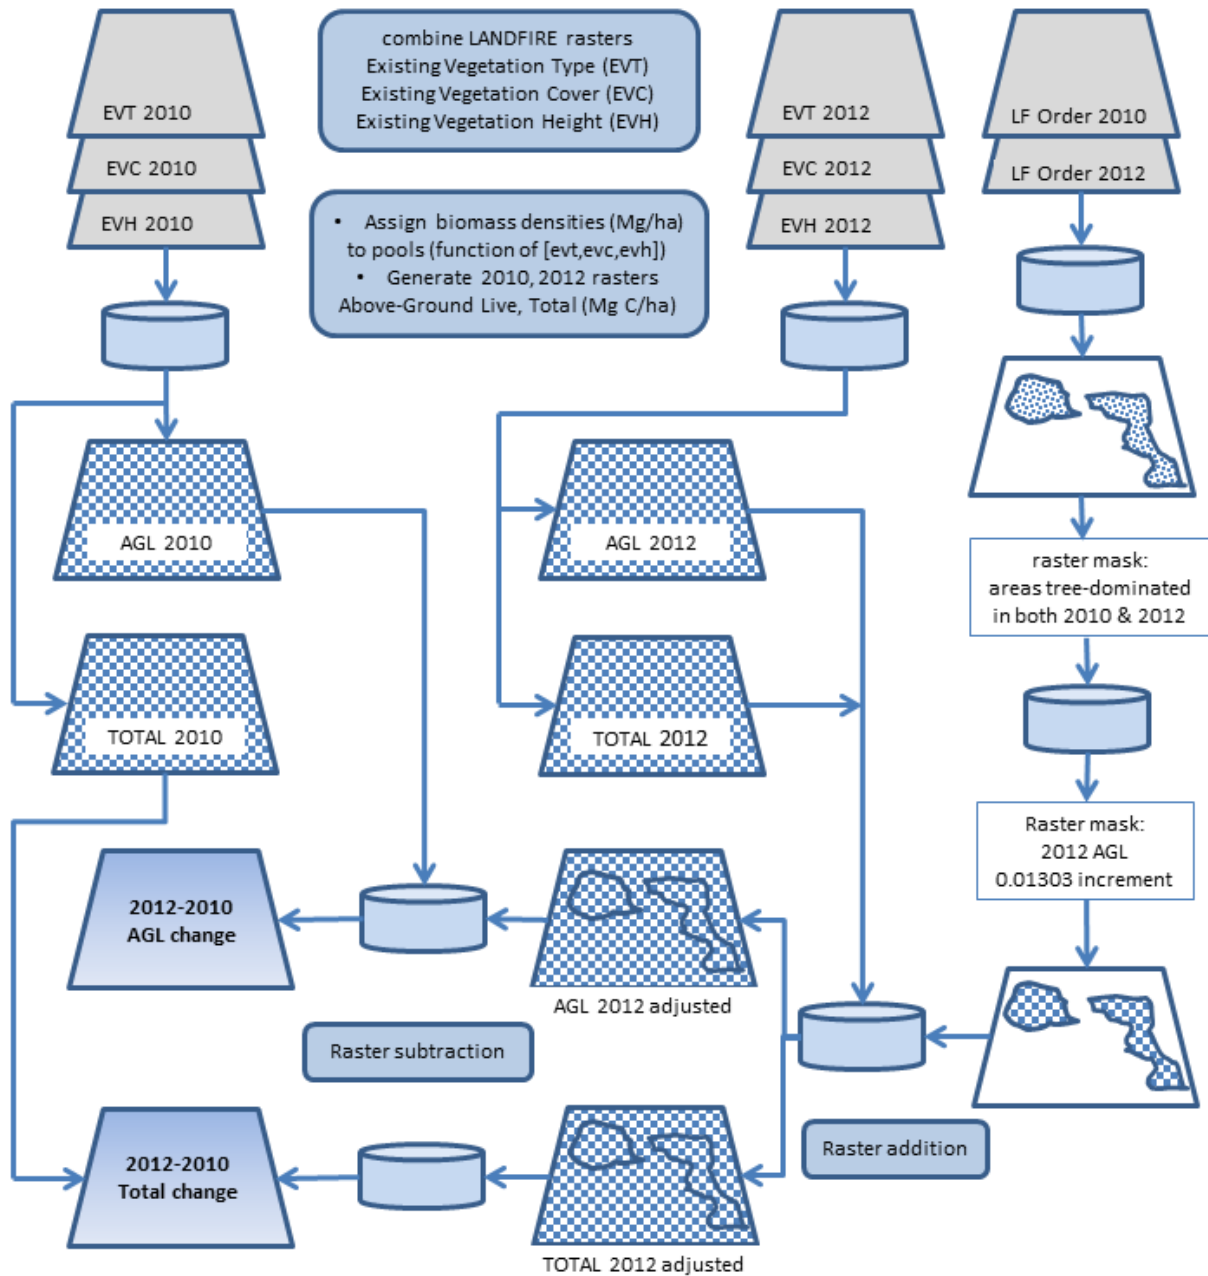 combine LANDFIRE rasters
Existing Vegetation Type (EVT)
Existing Vegetation Cover (EVC)
Existing Vegetation Height (EVH)
EVT 2010
EVC 2010
EVH 2010
EVT 2012
EVC 2012
EVH 2012
LF Order 2010
LF Order 2012
• Assign biomass densities (Mg/ha)
to pools (function of [evt,evc,evh])
• Generate 2010, 2012 rasters
Above-Ground Live, Total (Mg C/ha)
AGL 2010
AGL 2012
raster mask:
areas tree-dominated
in both 2010 & 2012
TOTAL 2010
TOTAL 2012
Raster mask:
2012 AGL
0.01303 increment
2012-2010
AGL change
AGL 2012 adjusted
Raster subtraction
Raster addition
2012-2010
Total change
TOTAL 2012 adjusted